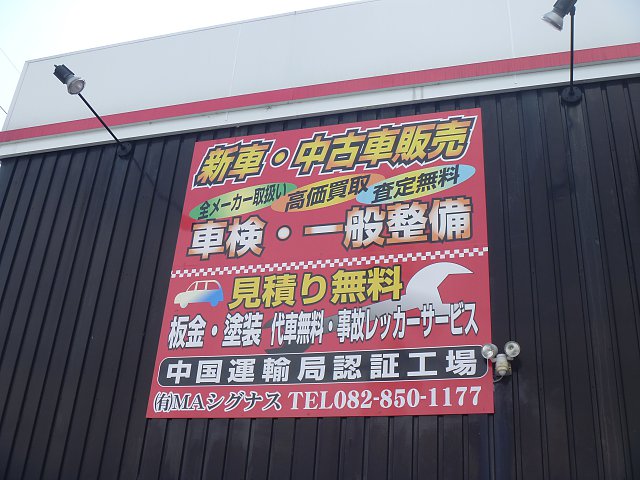 新車・中古車販売
全メーカー取扱い 高価買取 査定無料
車検・一般整備
見積り無料
板金・塗装 代車無料・事故レッカーサービス
中国運輸局認証工場
㈲MAシグナス TEL082-850-1177